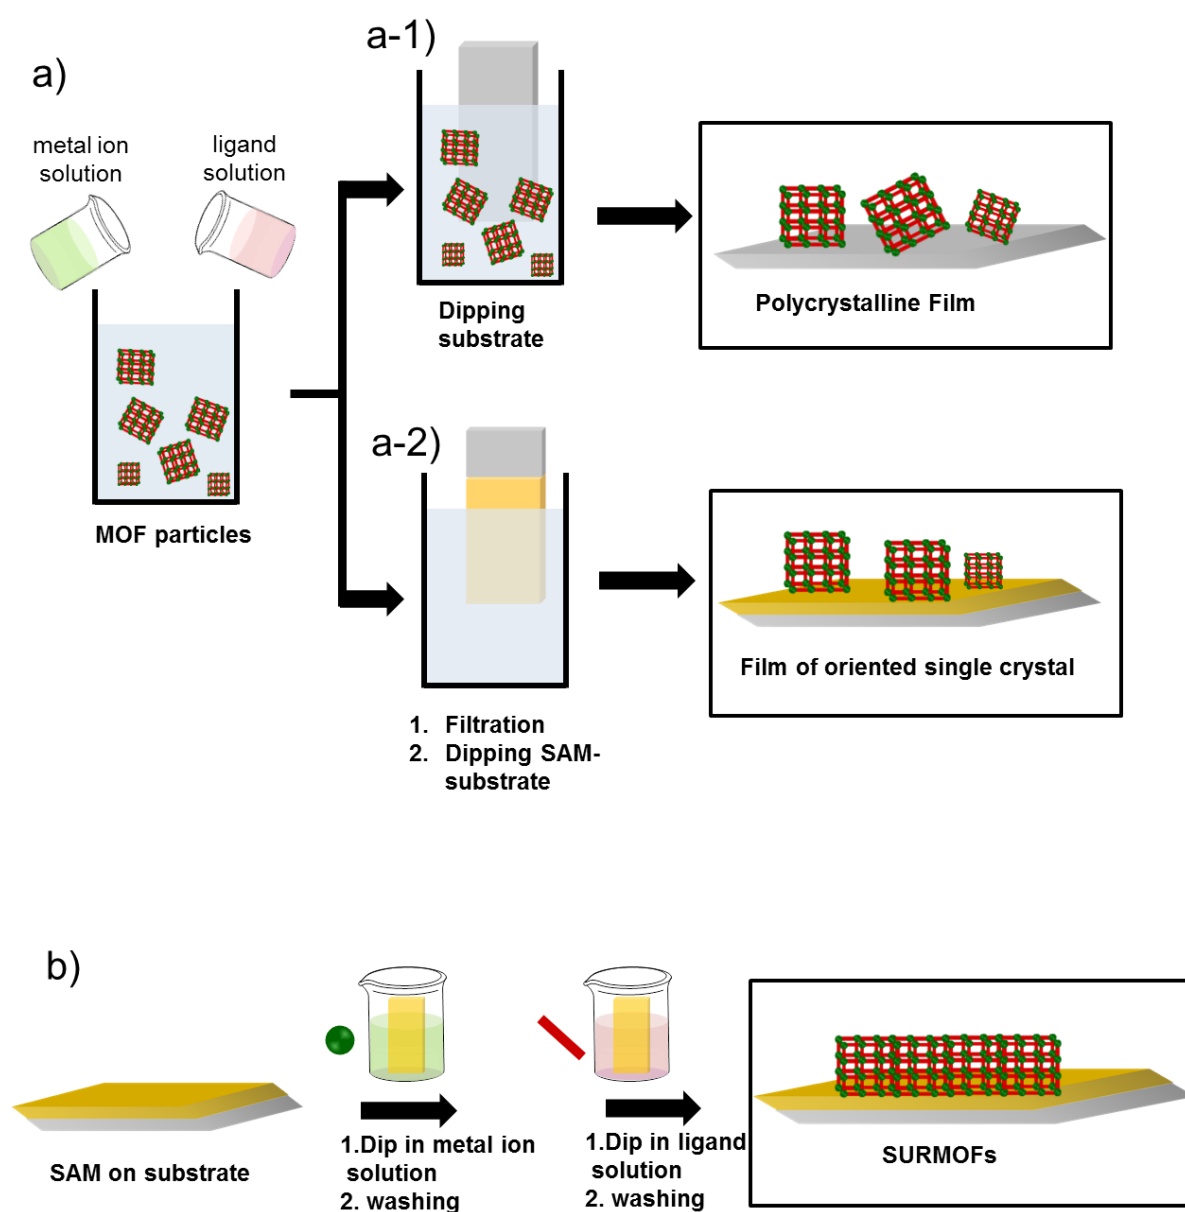 a)
metal ion
solution
ligand
solution
MOF particles
a-1)
Dipping
substrate
Polycrystalline Film
a-2)
1. Filtration
2. Dipping SAM-
substrate
Film of oriented single crystal
b)
SAM on substrate
1.Dip in metal ion
solution
2. washing
1.Dip in ligand
solution
2. washing
SURMOFs